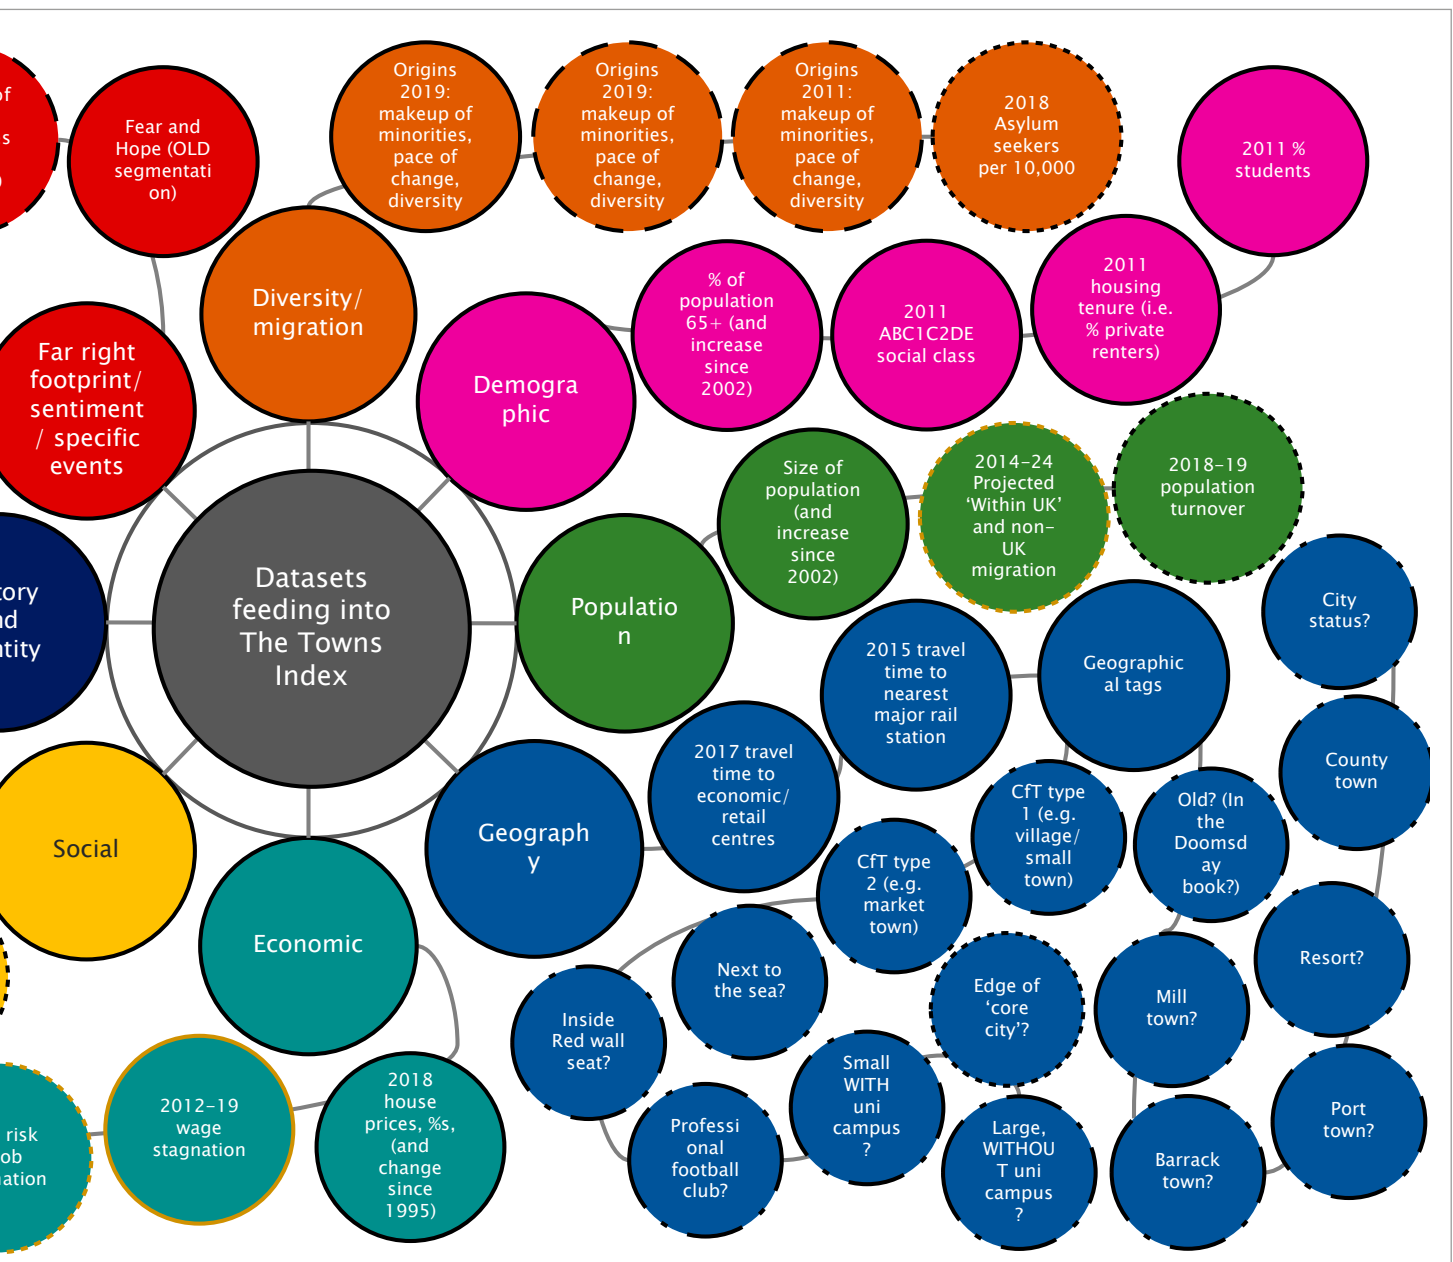 of
s
Fear and
Hope (OLD
segmentati
on)
Origins
2019:
makeup of
minorities,
pace of
change,
diversity
Origins
2019:
makeup of
minorities,
pace of
change,
diversity
Origins
2011:
makeup of
minorities,
pace of
change,
diversity
2018
Asylum
seekers
per 10,000
2011 %
students
Diversity/
migration
Far right
footprint/
sentiment
/ specific
events
Demogra
phic
% of
population
65+ (and
increase
since
2002)
2011
ABC1C2DE
social class
2011
housing
tenure (i.e.
% private
renters)
Size of
population
(and
increase
since
2002)
2014–24
Projected
‘Within UK’
and non-
UK
migration
2018–19
population
turnover
Datasets
feeding into
The Towns
Index
tory
nd
ntity
Populatio
n
2015 travel
time to
nearest
major rail
station
Geographic
al tags
City
status?
County
town
Social
Economic
Geograph
y
2017 travel
time to
economic/
retail
centres
CfT type
2 (e.g.
market
town)
CfT type
1 (e.g.
village/
small
town)
Old? (In
the
Doomsd
ay
book?)
Resort?
Next to
the sea?
Inside
Red wall
seat?
Edge of
‘core
city’?
Mill
town?
Small
WITH
uni
campus
?
Professi
onal
football
club?
Large,
WITHOU
T uni
campus
?
Barrack
town?
Port
town?
2018
house
prices, %s,
(and
change
since
1995)
2012–19
wage
stagnation
risk
ob
ation